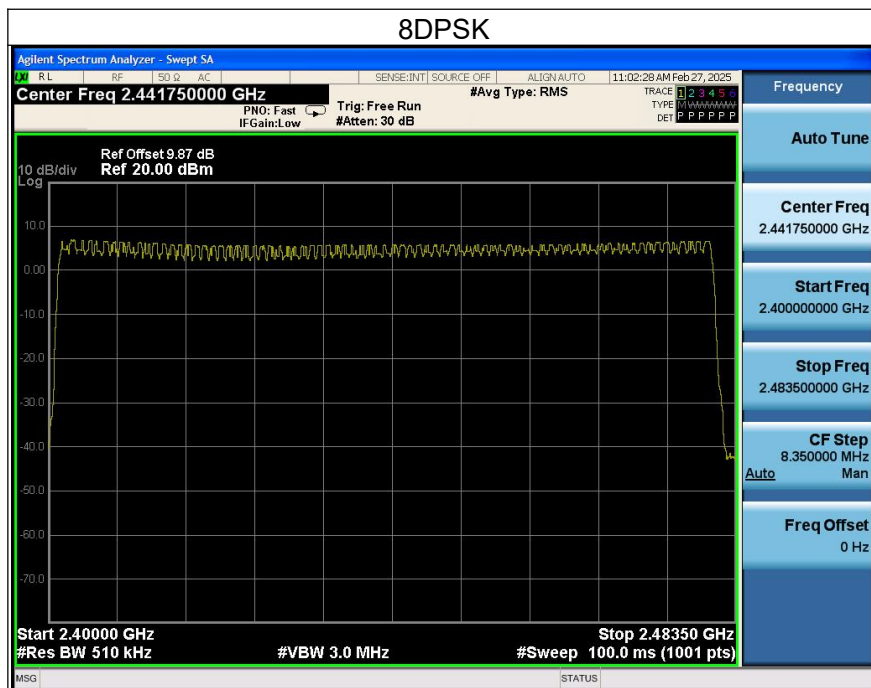 8DPSK
Agilent Spectrum Analyzer - Swept SA
LXI RL RF 50 Ω AC SENSE:INT SOURCE OFF ALIGN AUTO 11:02:28 AM Feb 27, 2025
Center Freq 2.441750000 GHz #Avg Type: RMS TRACE 1 2 3 4 5 6
PNO: Fast Trig: Free Run TYPE M WWWWW
IFGain:Low #Atten: 30 dB DET P P P P P P
Frequency
Auto Tune
Ref Offset 9.87 dB
10 dB/div Ref 20.00 dBm
Log
10.0
0.00
-10.0
-20.0
-30.0
-40.0
-50.0
-60.0
-70.0
Center Freq
2.441750000 GHz
Start Freq
2.400000000 GHz
Stop Freq
2.483500000 GHz
CF Step
8.350000 MHz
Auto Man
Freq Offset
0 Hz
Start 2.40000 GHz Stop 2.48350 GHz
#Res BW 510 kHz #VBW 3.0 MHz #Sweep 100.0 ms (1001 pts)
MSG STATUS